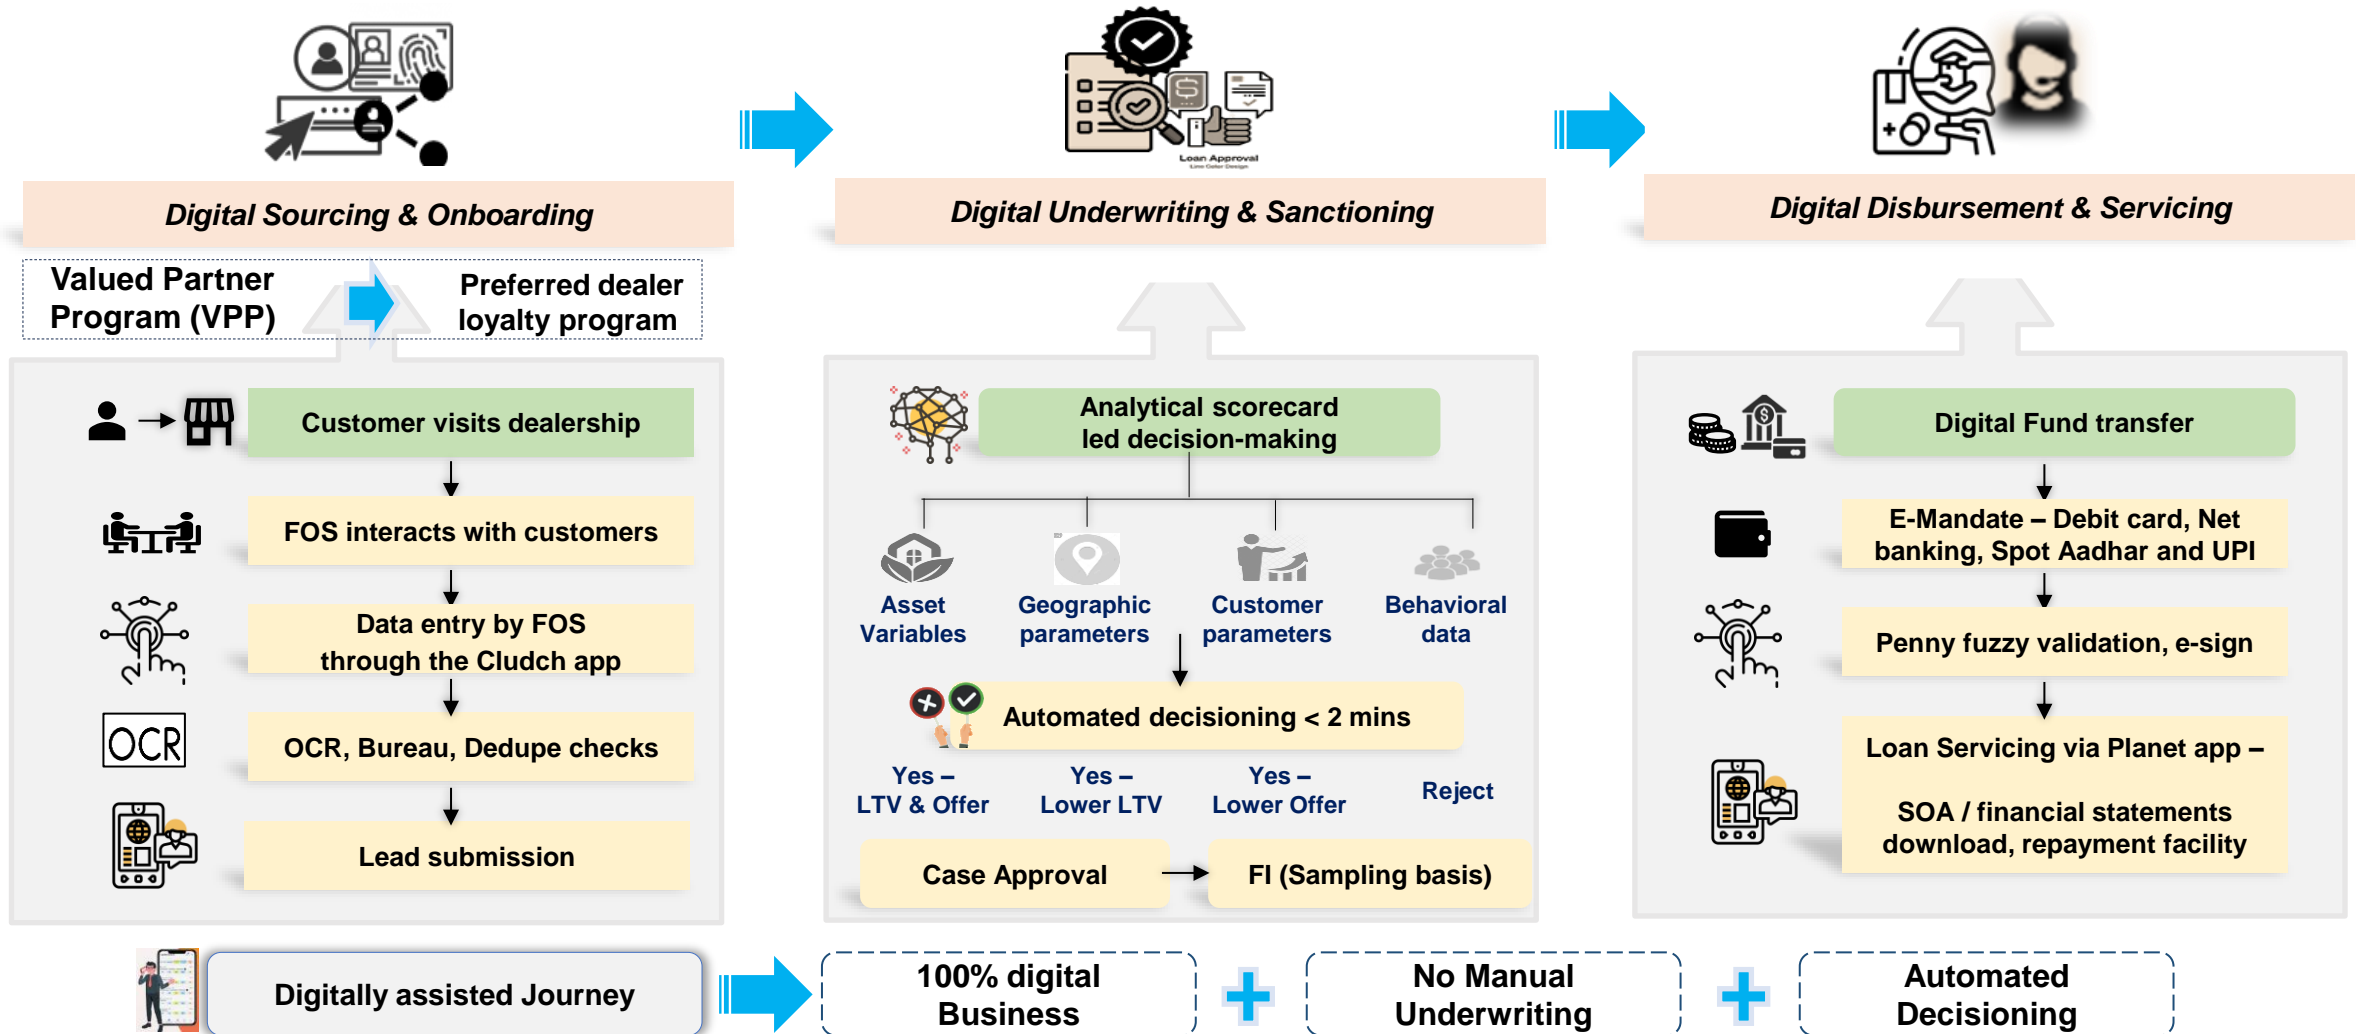 Loan Approval
Line Color Design
Digital Sourcing & Onboarding
Digital Underwriting & Sanctioning
Digital Disbursement & Servicing
Valued Partner
Program (VPP)
Preferred dealer
loyalty program
Customer visits dealership
FOS interacts with customers
Data entry by FOS
through the Cludch app
OCR
OCR, Bureau, Dedupe checks
Lead submission
Analytical scorecard
led decision-making
Asset
Variables
Geographic
parameters
Customer
parameters
Behavioral
data
Automated decisioning < 2 mins
Yes –
LTV & Offer
Yes –
Lower LTV
Yes –
Lower Offer
Reject
Case Approval
FI (Sampling basis)
Digital Fund transfer
E-Mandate – Debit card, Net
banking, Spot Aadhar and UPI
Penny fuzzy validation, e-sign
Loan Servicing via Planet app –
SOA / financial statements
download, repayment facility
Digitally assisted Journey
100% digital
Business
No Manual
Underwriting
Automated
Decisioning